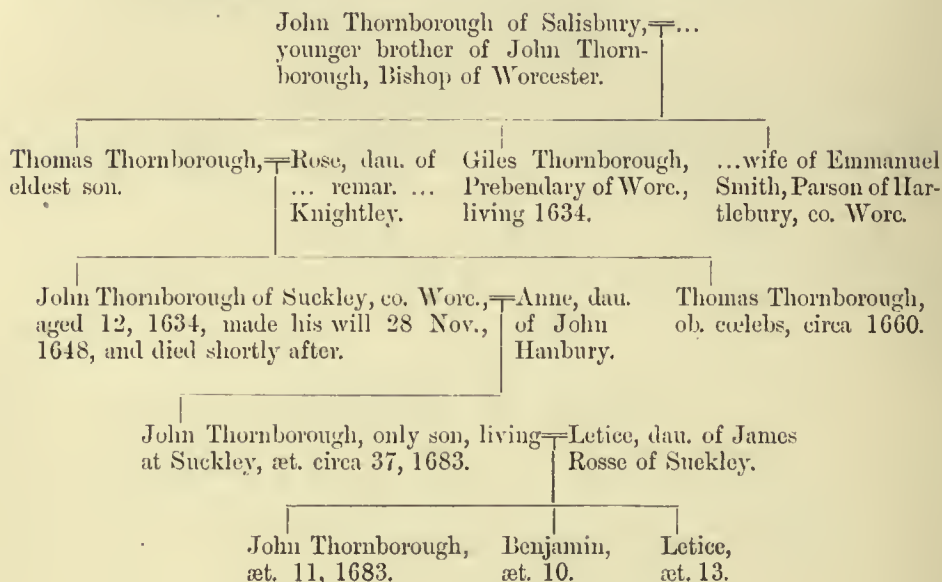 John Thornborough of Salisbury,=...
younger brother of John Thorn-
borough, Bishop of Worcester.
Thomas Thornborough,=Rose, dau. of
eldest son. ... remar. ...
Knightley.
Giles Thornborough,
Prebendary of Worc.,
living 1634.
...wife of Emmanuel
Smith, Parson of Har-
tlebury, co. Worc.
John Thornborough of Suckley, co. Worc.,=Anne, dau.
aged 12, 1634, made his will 28 Nov., of John
1648, and died shortly after. Hanbury.
Thomas Thornborough,
ob. cœlebs, circa 1660.
John Thornborough, only son, living=Letice, dau. of James
at Suckley, æt. circa 37, 1683. Rosse of Suckley.
John Thornborough,
æt. 11, 1683.
Benjamin,
æt. 10.
Letice,
æt. 13.